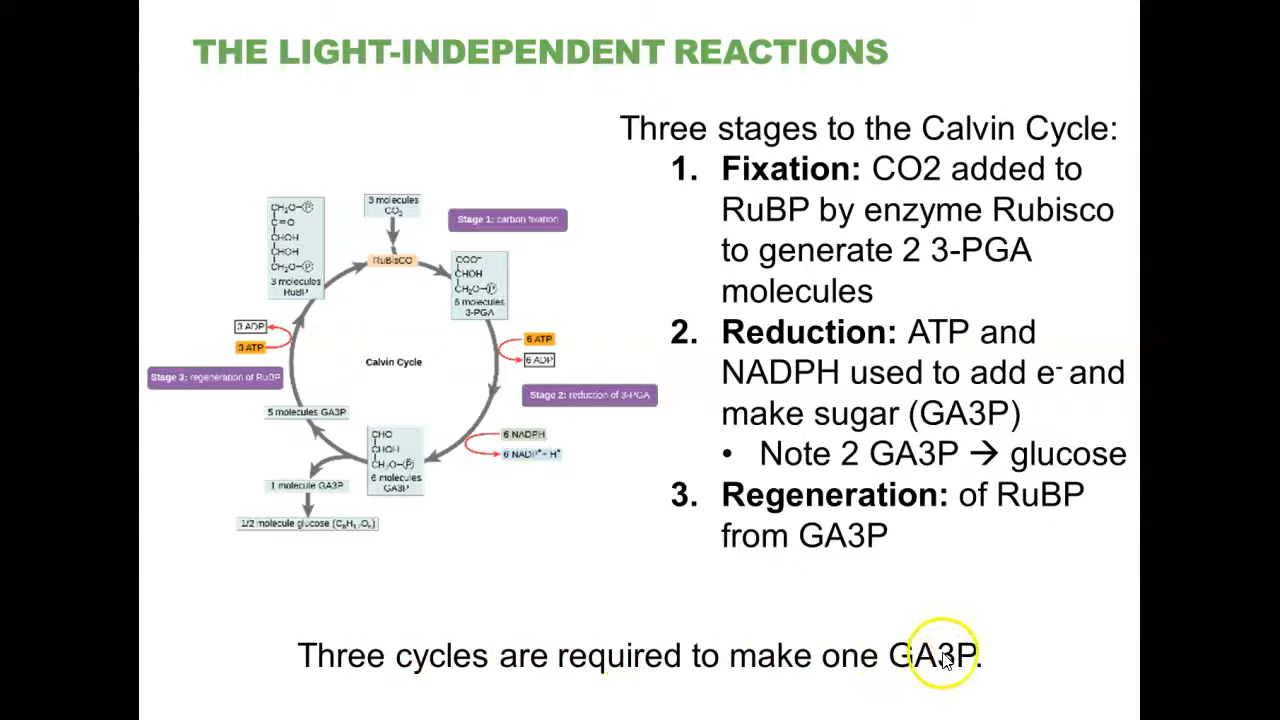 THE LIGHT-INDEPENDENT REACTIONS
Three stages to the Calvin Cycle:
1. Fixation: CO2 added to
RuBP by enzyme Rubisco
to generate 2 3-PGA
molecules
2. Reduction: ATP and
NADPH used to add e- and
make sugar (GA3P)
• Note 2 GA3P → glucose
3. Regeneration: of RuBP
from GA3P
3 molecules
CO₂
Stage 1: carbon fixation
RuBisCO
CH₂O–P
C=O
CHOH
CHOH
CH₂O–P
3 molecules
RuBP
COO⁻
CHOH
CH₂O–P
6 molecules
3-PGA
3 ADP
3 ATP
6 ATP
6 ADP
Calvin Cycle
Stage 3: regeneration of RuBP
Stage 2: reduction of 3-PGA
5 molecules GA3P
CHO
CHOH
CH₂O–P
6 molecules
GA3P
6 NADPH
6 NADP⁺ + H⁺
1 molecule GA3P
1/2 molecule glucose (C₆H₁₂O₆)
Three cycles are required to make one GA3P.